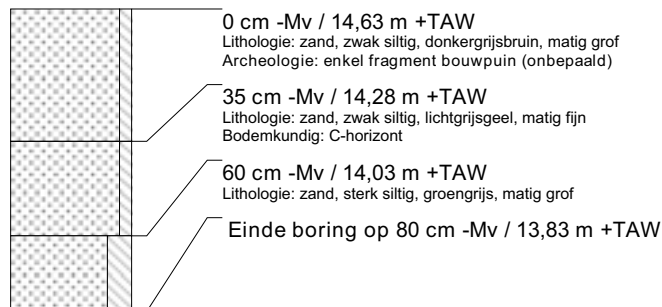 0 cm -Mv / 14,63 m +TAW
Lithologie: zand, zwak siltig, donkergrijsbruin, matig grof
Archeologie: enkel fragment bouwpuin (onbepaald)
35 cm -Mv / 14,28 m +TAW
Lithologie: zand, zwak siltig, lichtgrijsgeel, matig fijn
Bodemkundig: C-horizont
60 cm -Mv / 14,03 m +TAW
Lithologie: zand, sterk siltig, groengrijs, matig grof
Einde boring op 80 cm -Mv / 13,83 m +TAW